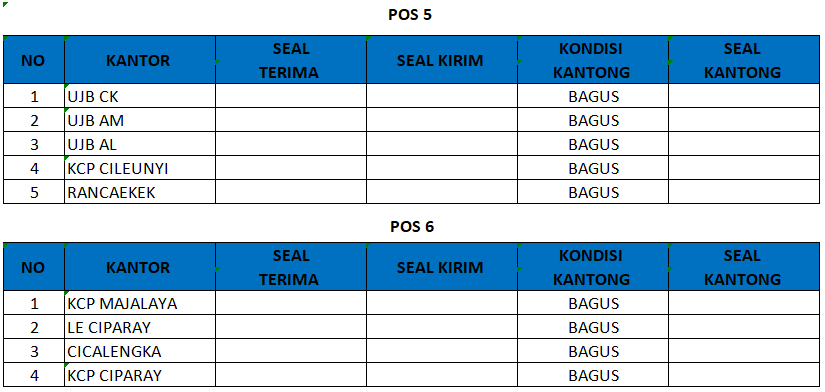 POS 5
NO KANTOR SEAL TERIMA SEAL KIRIM KONDISI KANTONG SEAL KANTONG
1 UJB CK BAGUS
2 UJB AM BAGUS
3 UJB AL BAGUS
4 KCP CILEUNYI BAGUS
5 RANCAEKEK BAGUS
POS 6
NO KANTOR SEAL TERIMA SEAL KIRIM KONDISI KANTONG SEAL KANTONG
1 KCP MAJALAYA BAGUS
2 LE CIPARAY BAGUS
3 CICALENGKA BAGUS
4 KCP CIPARAY BAGUS